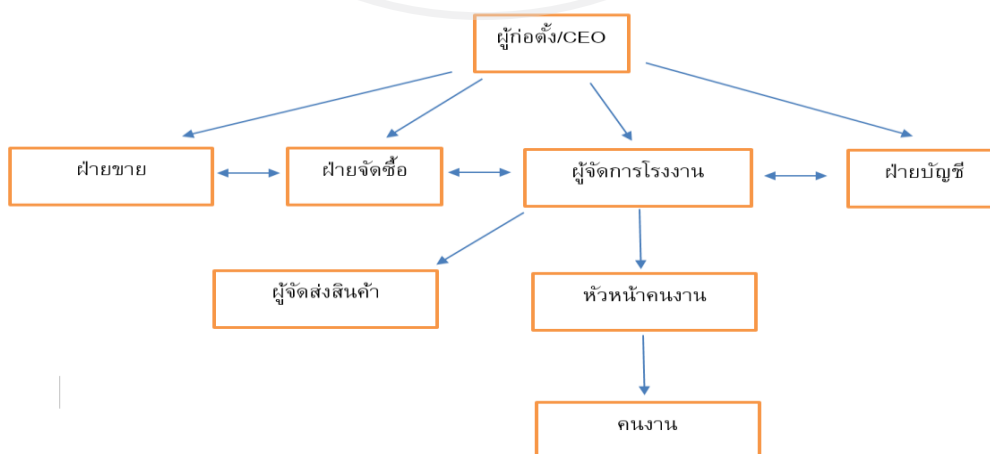 ผู้ก่อตั้ง/CEO
ฝ่ายขาย
ฝ่ายจัดซื้อ
ผู้จัดการโรงงาน
ฝ่ายบัญชี
ผู้จัดส่งสินค้า
หัวหน้าคนงาน
คนงาน